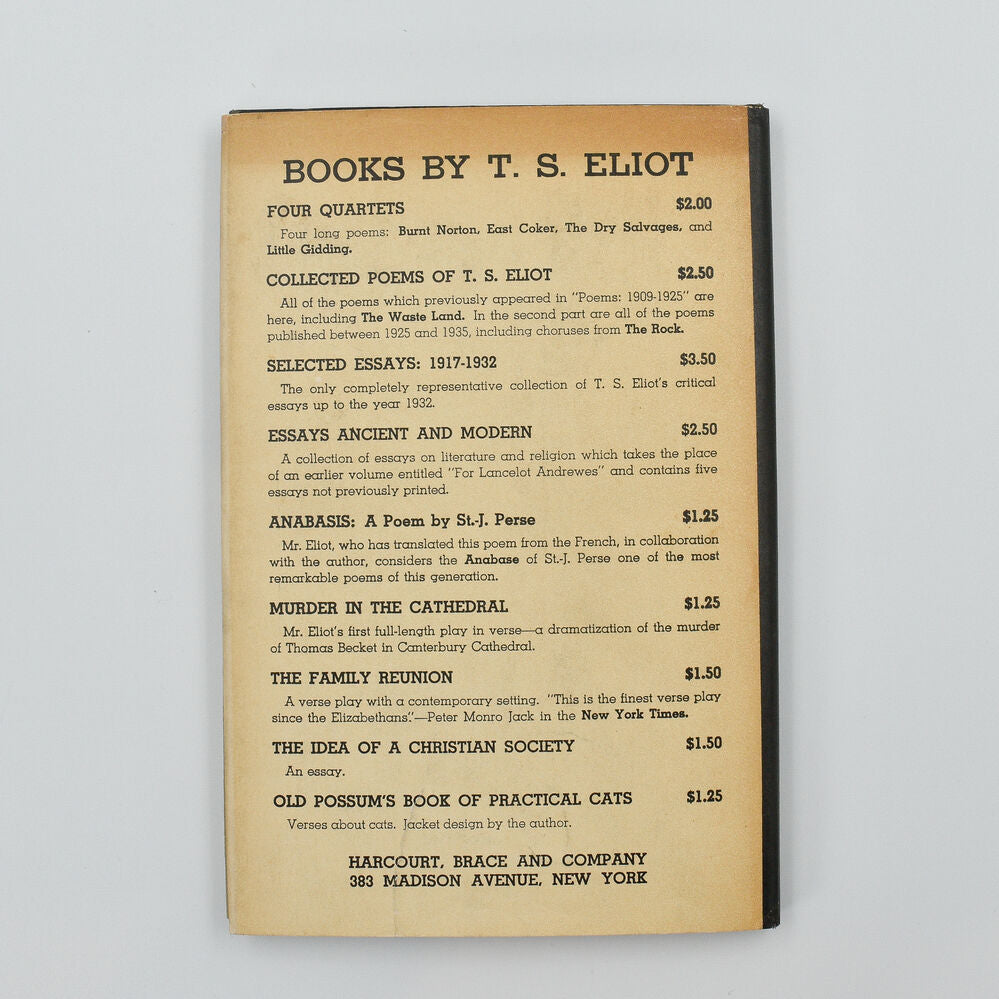 BOOKS BY T. S. ELIOT
FOUR QUARTETS $2.00
Four long poems: Burnt Norton, East Coker, The Dry Salvages, and
Little Gidding.
COLLECTED POEMS OF T. S. ELIOT $2.50
All of the poems which previously appeared in "Poems: 1909-1925" are
here, including The Waste Land. In the second part are all of the poems
published between 1925 and 1935, including choruses from The Rock.
SELECTED ESSAYS: 1917-1932 $3.50
The only completely representative collection of T. S. Eliot's critical
essays up to the year 1932.
ESSAYS ANCIENT AND MODERN $2.50
A collection of essays on literature and religion which takes the place
of an earlier volume entitled "For Lancelot Andrewes" and contains five
essays not previously printed.
ANABASIS: A Poem by St.-J. Perse $1.25
Mr. Eliot, who has translated this poem from the French, in collaboration
with the author, considers the Anabase of St.-J. Perse one of the most
remarkable poems of this generation.
MURDER IN THE CATHEDRAL $1.25
Mr. Eliot's first full-length play in verse—a dramatization of the murder
of Thomas Becket in Canterbury Cathedral.
THE FAMILY REUNION $1.50
A verse play with a contemporary setting. "This is the finest verse play
since the Elizabethans."—Peter Monro Jack in the New York Times.
THE IDEA OF A CHRISTIAN SOCIETY $1.50
An essay.
OLD POSSUM'S BOOK OF PRACTICAL CATS $1.25
Verses about cats. Jacket design by the author.
HARCOURT, BRACE AND COMPANY
383 MADISON AVENUE, NEW YORK